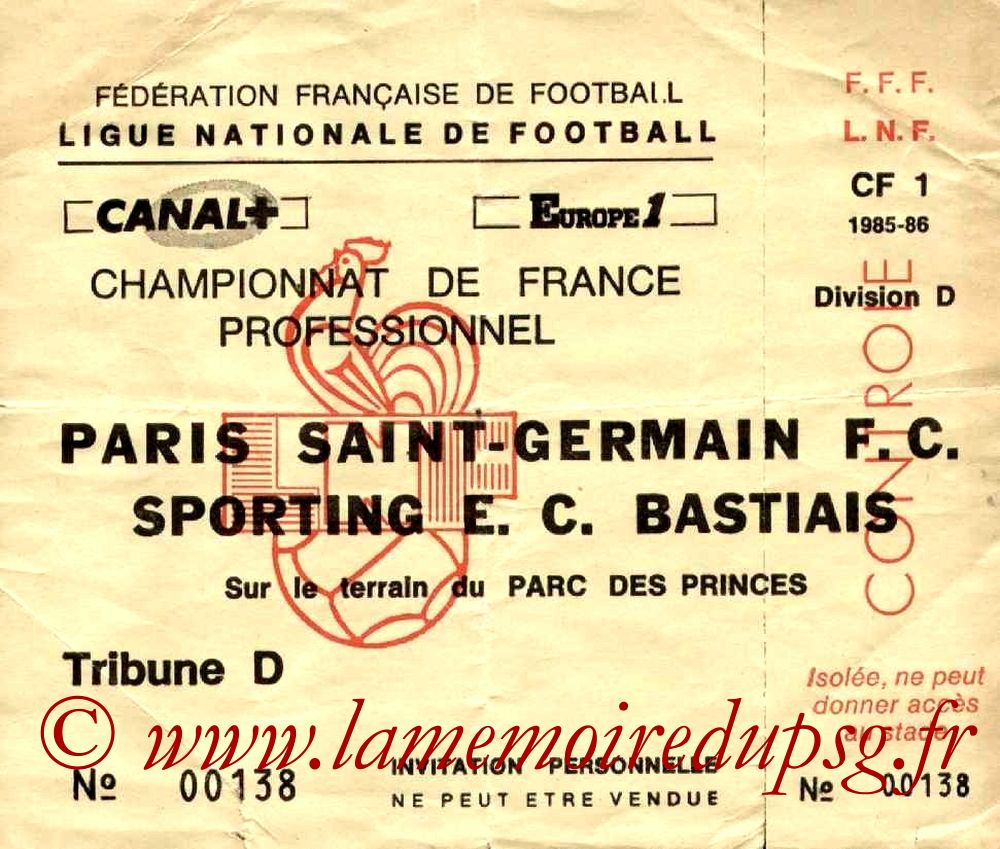 FÉDÉRATION FRANÇAISE DE FOOTBALL
LIGUE NATIONALE DE FOOTBALL
CANAL+ EUROPE 1
CHAMPIONNAT DE FRANCE
PROFESSIONNEL
PARIS SAINT-GERMAIN F. C.
SPORTING E. C. BASTIAIS
Sur le terrain du PARC DES PRINCES
Tribune D
© www.lamemoiredupsg.fr
INVITATION PERSONNELLE
Nº 00138
NE PEUT ETRE VENDUE
F. F. F.
L. N. F.
CF 1
1985-86
Division D
CONTROLE
Isolée, ne peut
donner accès
au stade
Nº 00138